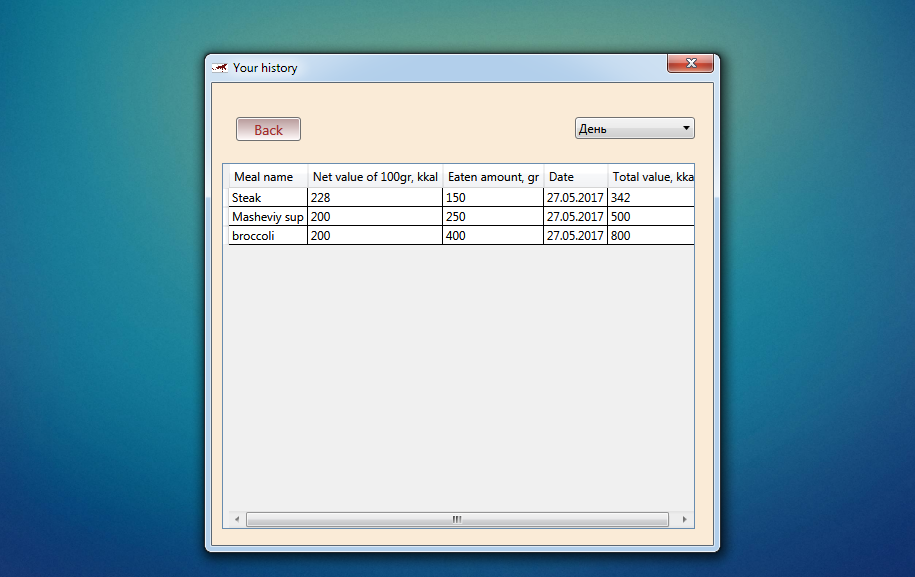 Your history
Back
День
Meal name Net value of 100gr, kkal Eaten amount, gr Date Total value, kka
Steak 228 150 27.05.2017 342
Masheviy sup 200 250 27.05.2017 500
broccoli 200 400 27.05.2017 800